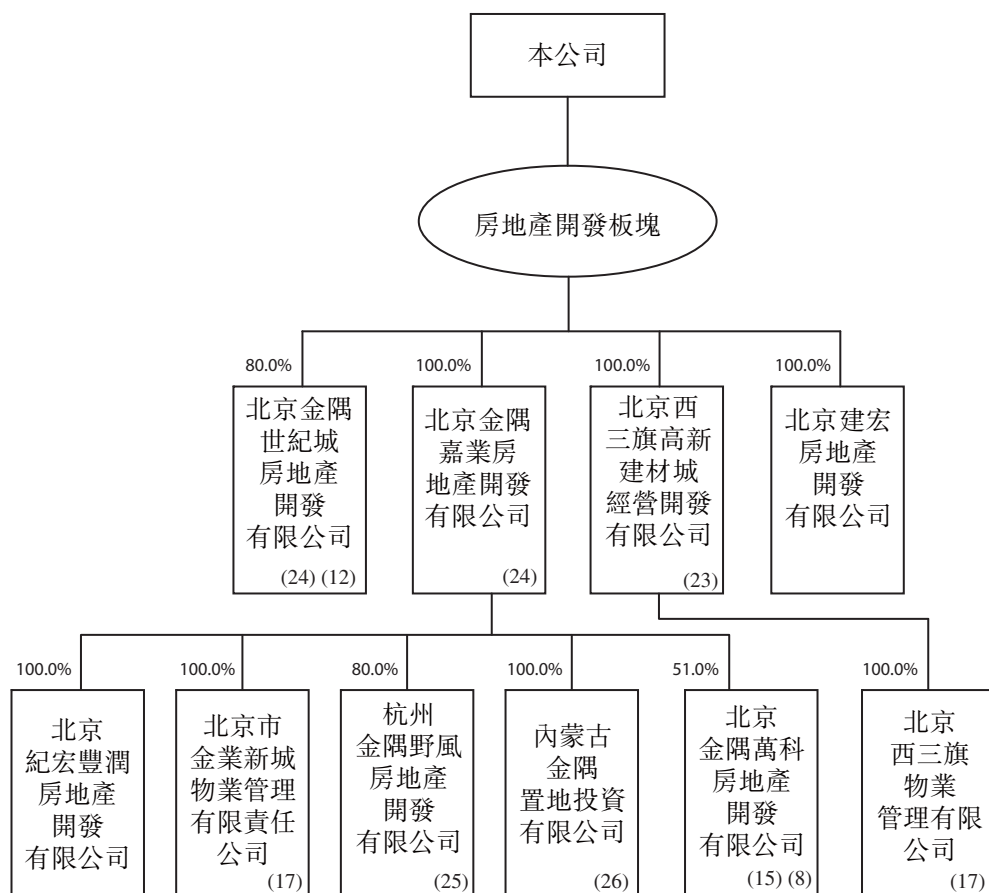 本公司
房地產開發板塊
80.0%
北京金隅
世紀城
房地產
開發
有限公司
(24) (12)
100.0%
北京金隅
嘉業房
地產開發
有限公司
(24)
100.0%
北京西
三旗高新
建材城
經營開發
有限公司
(23)
100.0%
北京建宏
房地產
開發
有限公司
100.0%
北京
紀宏豐潤
房地產
開發
有限公司
100.0%
北京市
金業新城
物業管理
有限責任
公司
(17)
80.0%
杭州
金隅野風
房地產
開發
有限公司
(25)
100.0%
內蒙古
金隅
置地投資
有限公司
(26)
51.0%
北京
金隅萬科
房地產
開發
有限公司
(15) (8)
100.0%
北京
西三旗
物業
管理有限
公司
(17)